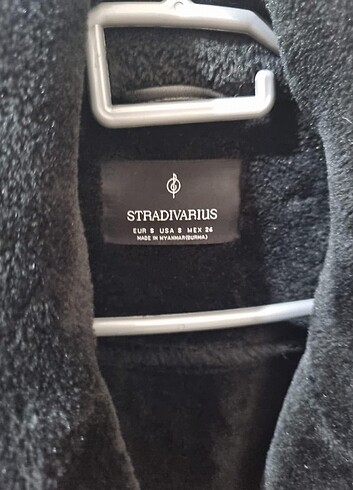 STRADIVARIUS
EUR S USA S MEX 26
MADE IN MYANMAR(BURMA)